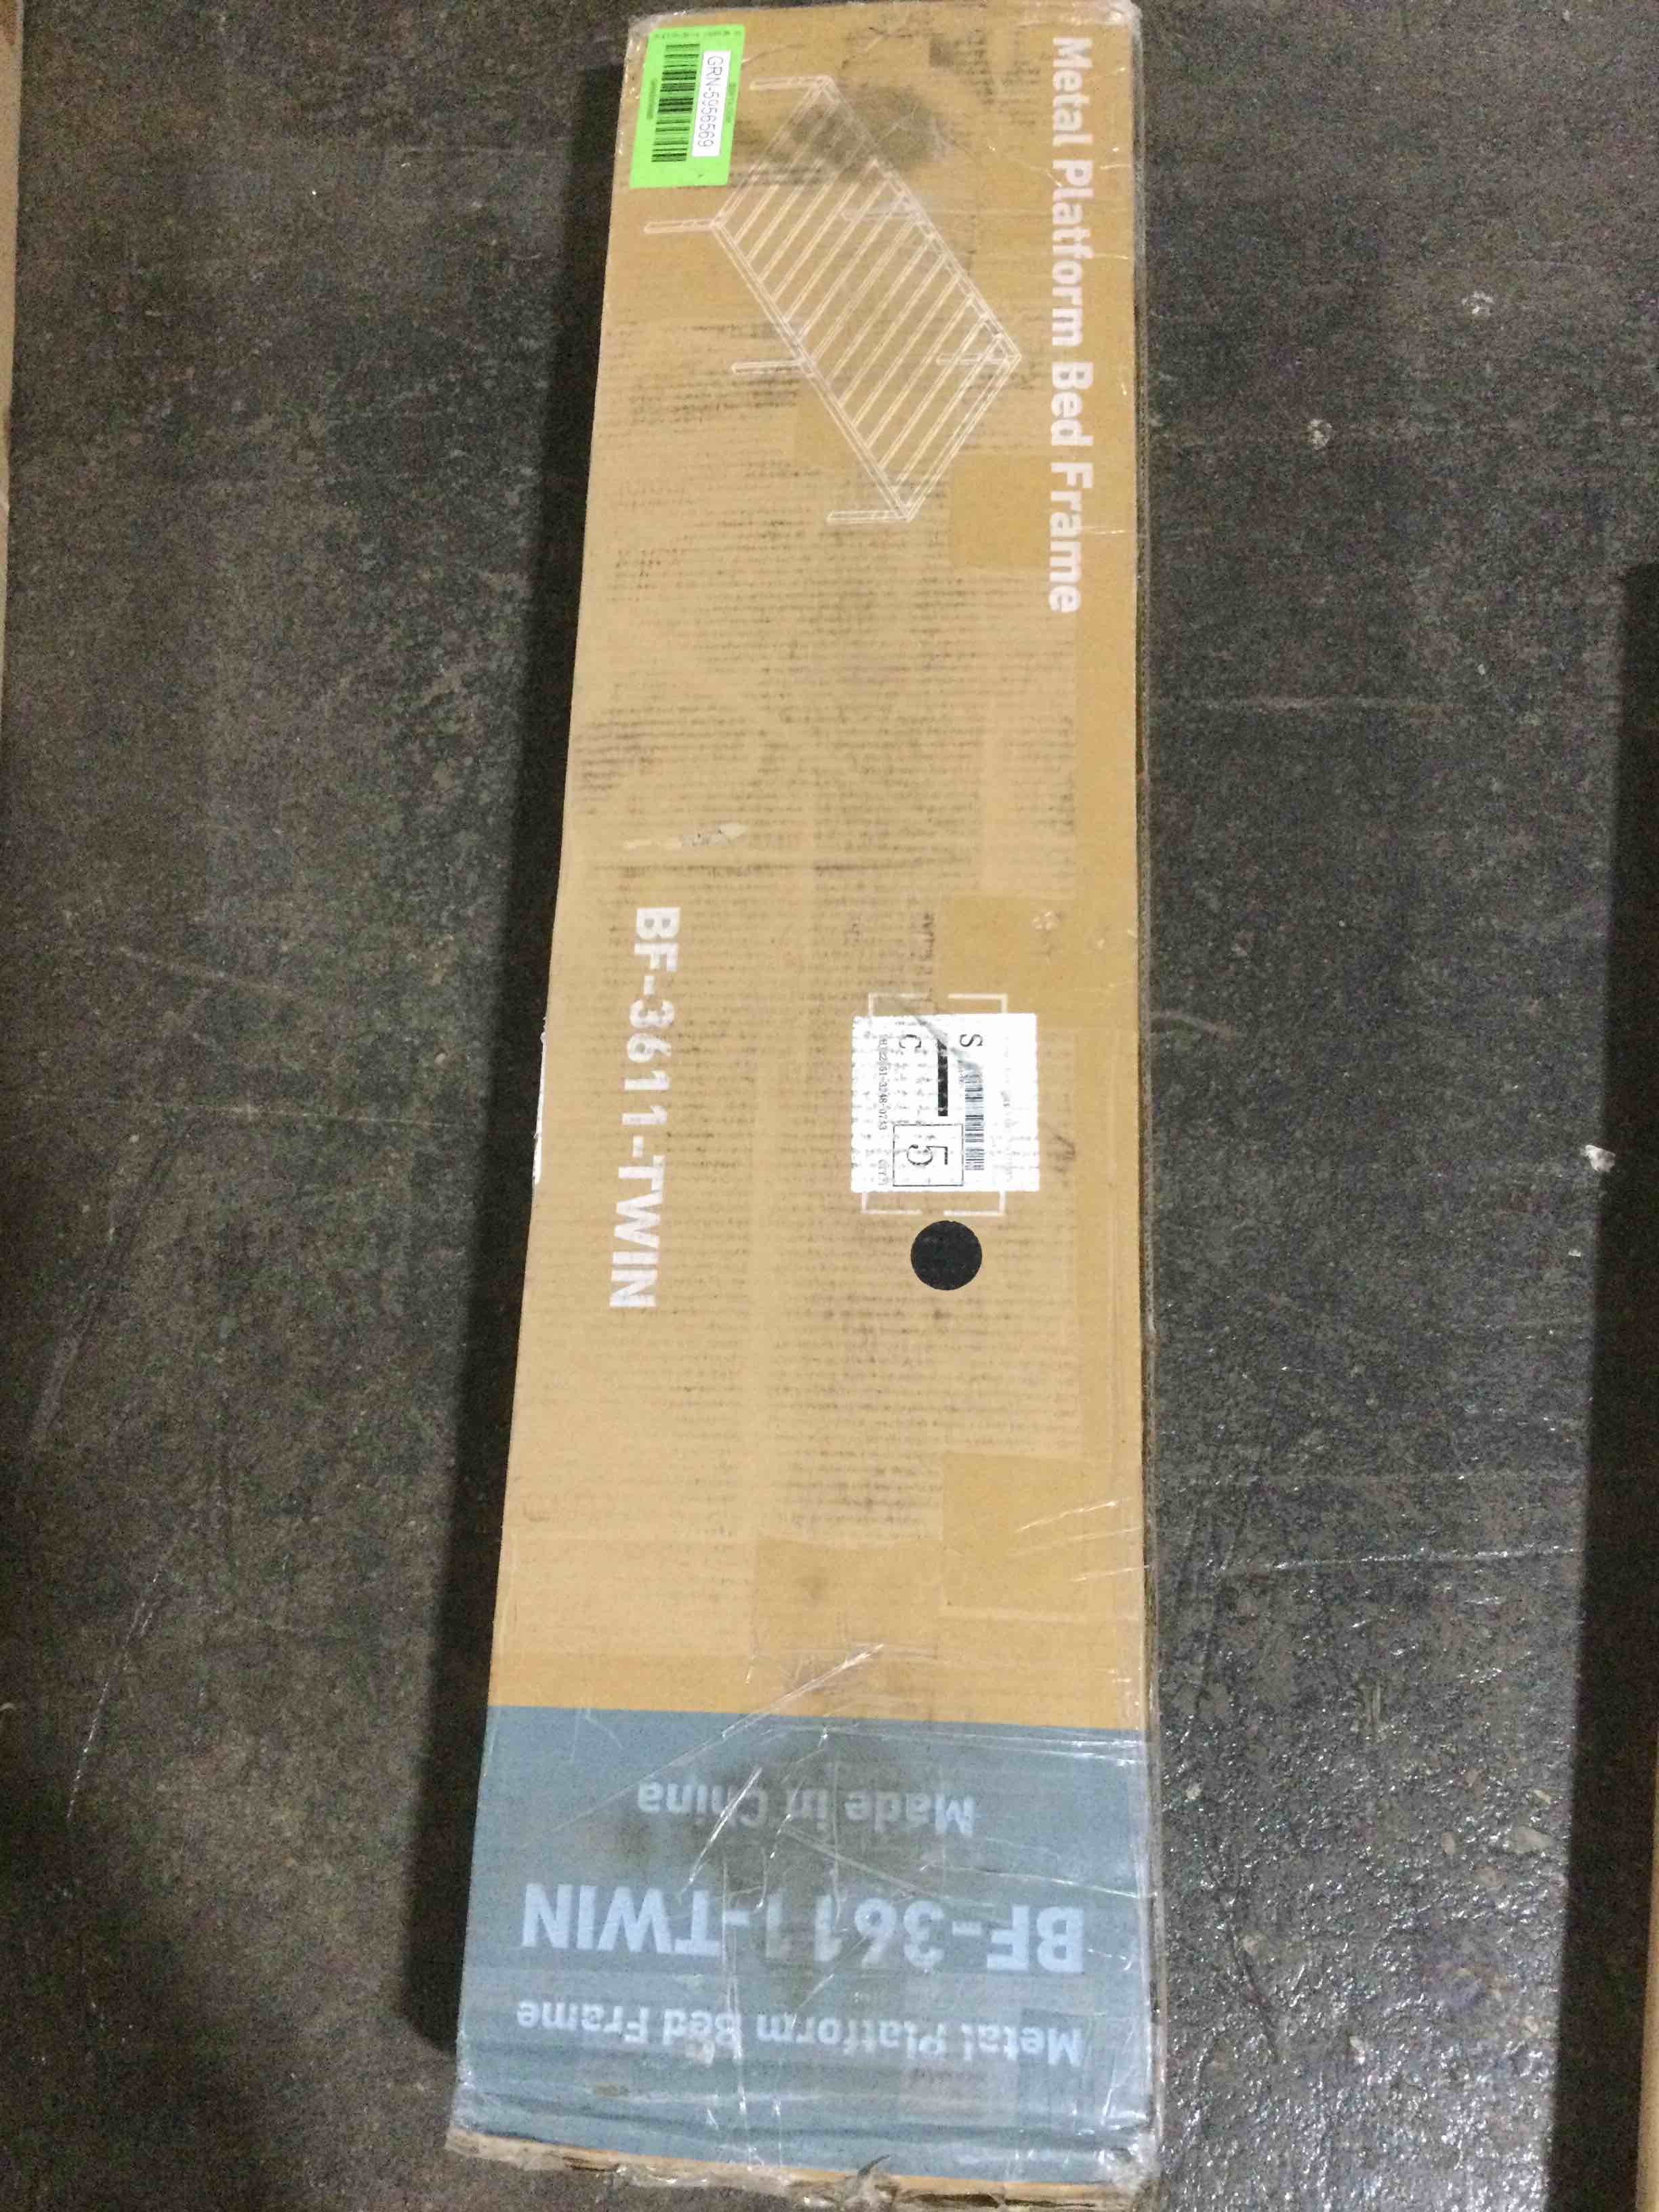 GRN-5956569
Metal Platform Bed Frame
BF-3611-TWIN
S
C
5
Made in China
BF-3611-TWIN
Metal Platform Bed Frame